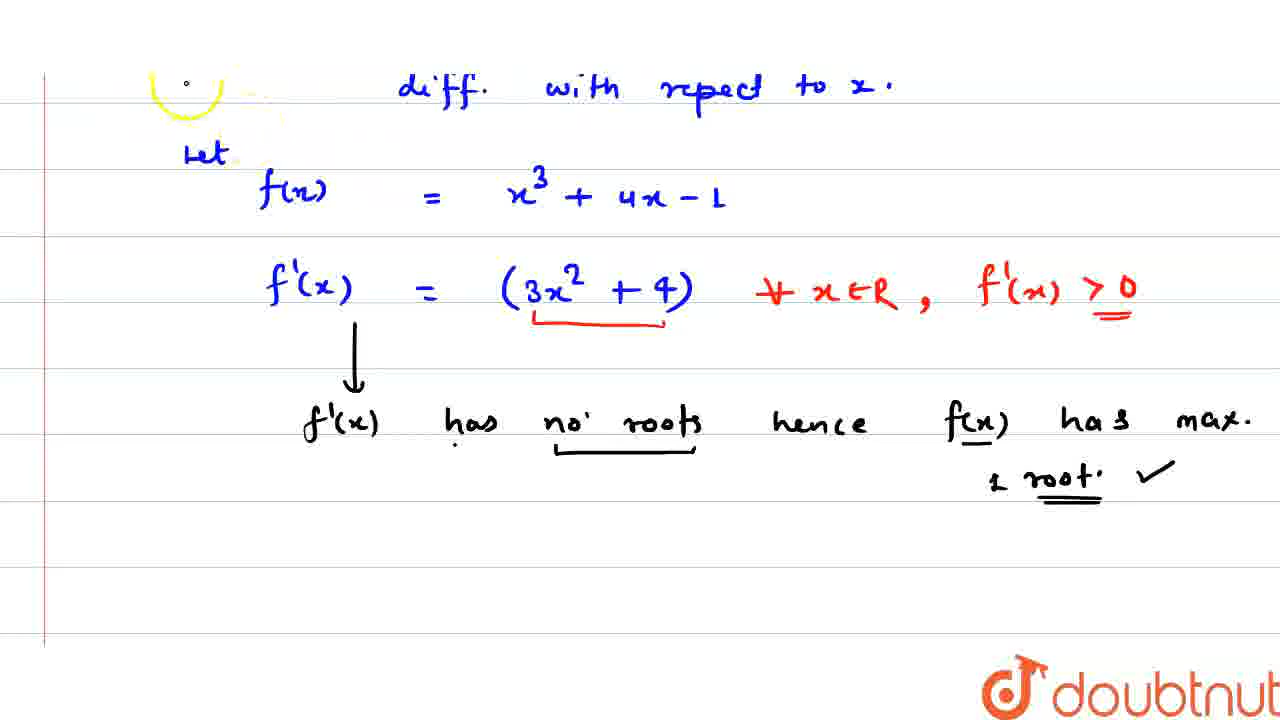 diff. with repect to x.
Let
f(x) = x³ + 4x - 1
f'(x) = (3x² + 4) ∀ x ∈ R, f'(x) > 0
f'(x) has no roots hence f(x) has max.
1 root. ✓
doubtnut